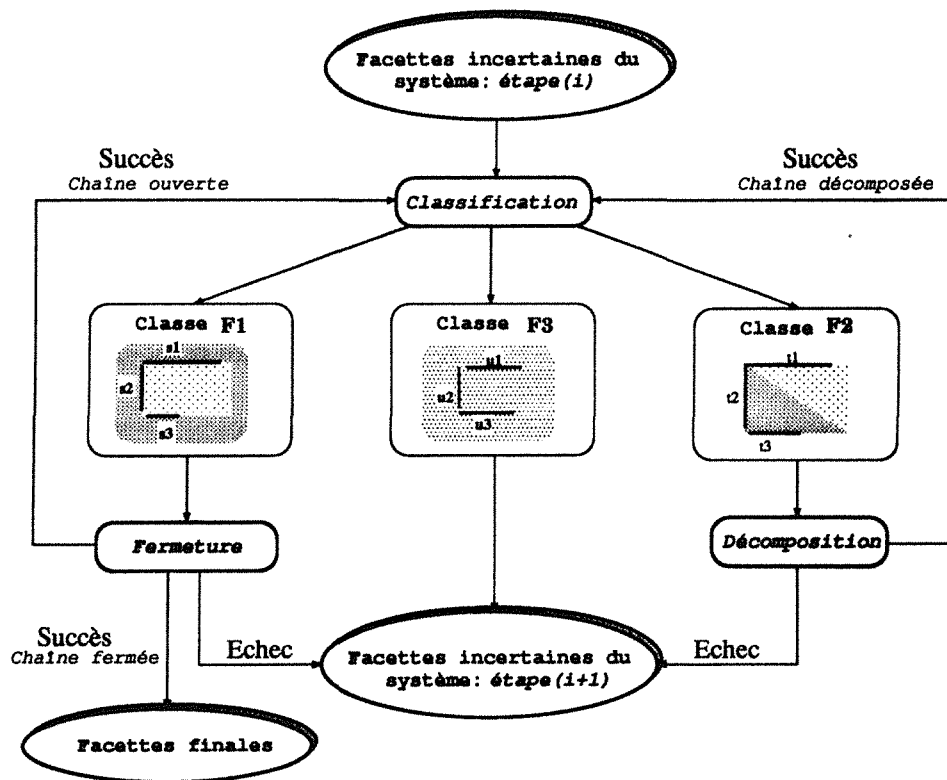 Facettes incertaines du
système: étape(i)
Succès
Chaîne ouverte
Succès
Chaîne décomposée
Classification
Classe F1
s1
s2
s3
Classe F3
u1
u2
u3
Classe F2
t1
t2
t3
Fermeture
Décomposition
Succès
Chaîne fermée
Echec
Facettes incertaines du
système: étape(i+1)
Echec
Facettes finales